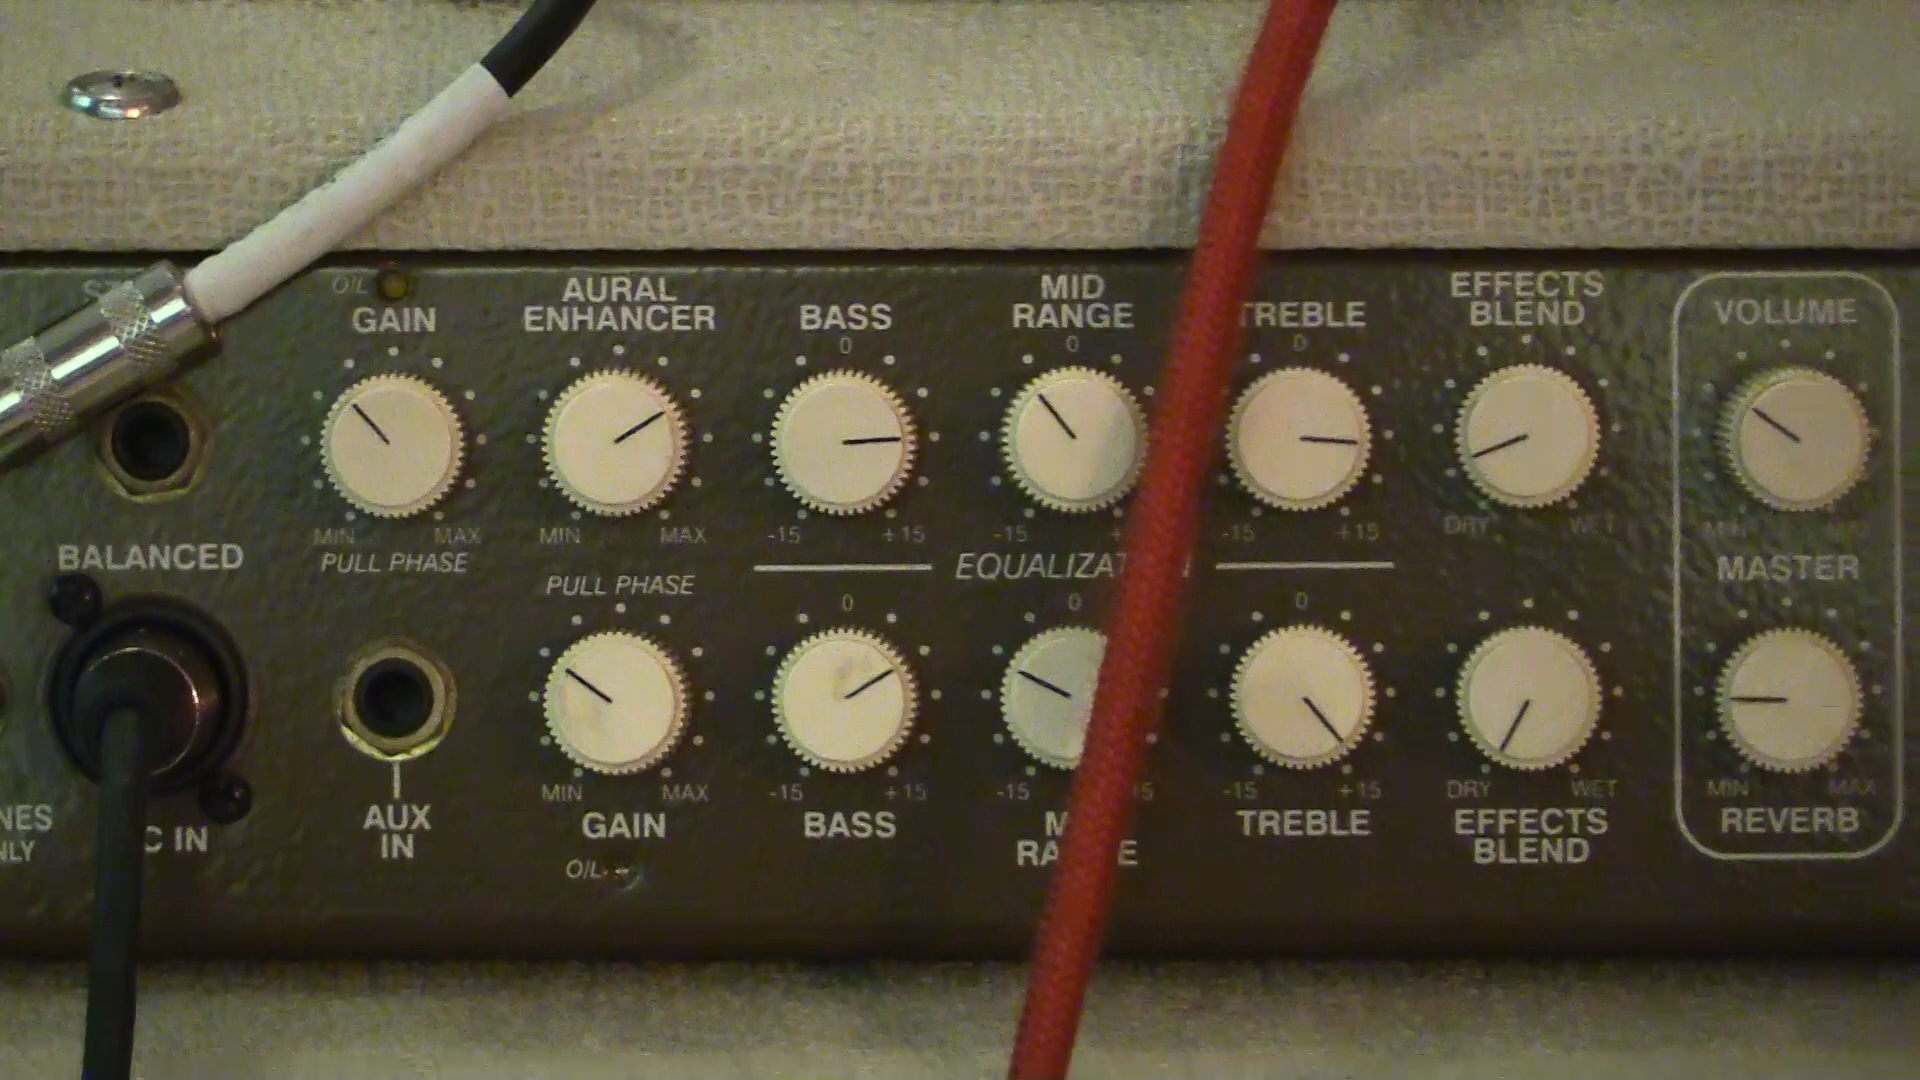 O/L
GAIN
AURAL
ENHANCER
BASS
MID
RANGE
TREBLE
EFFECTS
BLEND
VOLUME
0 0 0
MIN MAX
MIN MAX
-15 +15
-15
-15 +15
DRY WET
MIN
PULL PHASE
BALANCED
MASTER
PULL PHASE
0 0 0
MIN MAX
-15 +15
-15 15
-15 +15
DRY WET
MIN MAX
C IN
AUX
IN
GAIN
O/L
BASS
TREBLE
EFFECTS
BLEND
REVERB